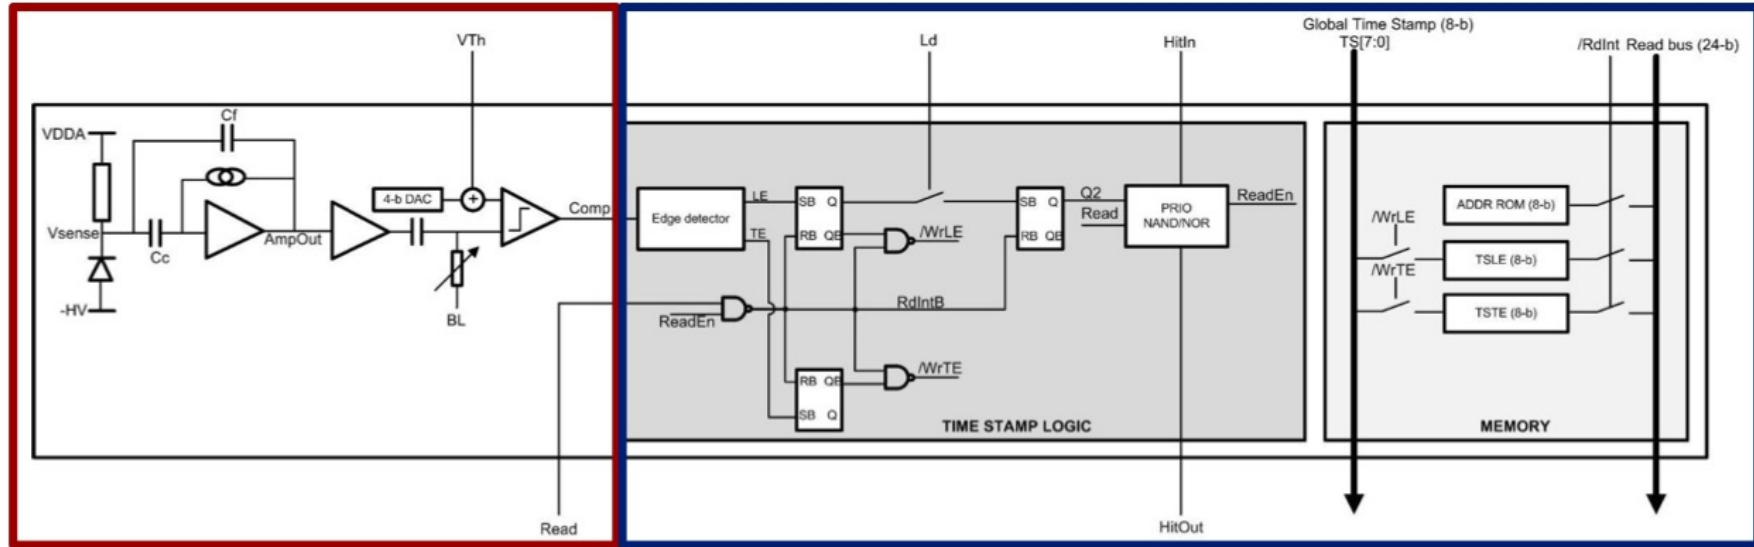 VTh
Cf
VDDA
4-b DAC
+
Comp
Vsense
AmpOut
Cc
-HV
BL
Read
Ld
HitIn
Global Time Stamp (8-b)
TS[7:0]
/RdInt Read bus (24-b)
Edge detector
LE
TE
SB Q
RB QB
/WrLE
SB Q
RB QB
Q2
Read
PRIO
NAND/NOR
ReadEn
ReadEn
RdIntB
RB QB
SB Q
/WrTE
TIME STAMP LOGIC
HitOut
/WrLE
/WrTE
ADDR ROM (8-b)
TSLE (8-b)
TSTE (8-b)
MEMORY